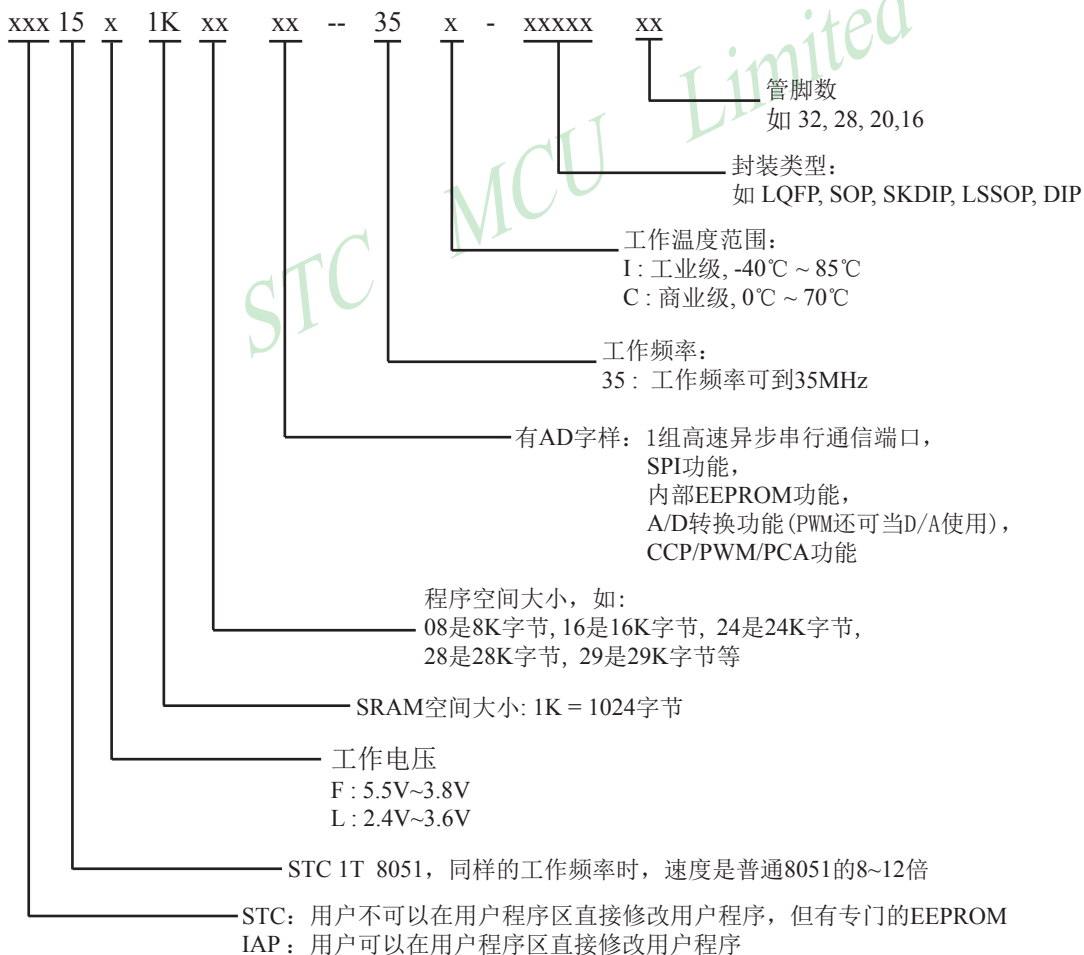 xxx 15 x 1K xx xx -- 35 x - xxxxx xx
管脚数
如 32, 28, 20,16
封装类型：
如 LQFP, SOP, SKDIP, LSSOP, DIP
工作温度范围：
I : 工业级, -40℃ ~ 85℃
C : 商业级, 0℃ ~ 70℃
工作频率：
35 : 工作频率可到35MHz
有AD字样：1组高速异步串行通信端口，
SPI功能，
内部EEPROM功能，
A/D转换功能(PWM还可当D/A使用)，
CCP/PWM/PCA功能
程序空间大小，如:
08是8K字节, 16是16K字节, 24是24K字节,
28是28K字节, 29是29K字节等
SRAM空间大小: 1K = 1024字节
工作电压
F : 5.5V~3.8V
L : 2.4V~3.6V
STC 1T 8051，同样的工作频率时，速度是普通8051的8~12倍
STC：用户不可以在用户程序区直接修改用户程序，但有专门的EEPROM
IAP：用户可以在用户程序区直接修改用户程序
STC MCU Limited